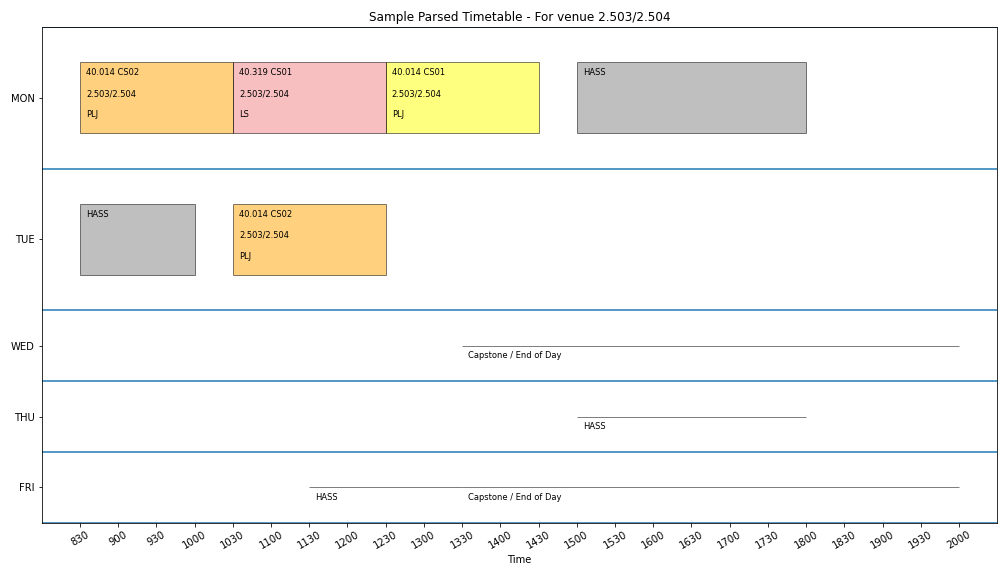 Sample Parsed Timetable - For venue 2.503/2.504
MON
40.014 CS02
2.503/2.504
PLJ
40.319 CS01
2.503/2.504
LS
40.014 CS01
2.503/2.504
PLJ
HASS
TUE
HASS
40.014 CS02
2.503/2.504
PLJ
WED
Capstone / End of Day
THU
HASS
FRI
HASS
Capstone / End of Day
830 900 930 1000 1030 1100 1130 1200 1230 1300 1330 1400 1430 1500 1530 1600 1630 1700 1730 1800 1830 1900 1930 2000
Time